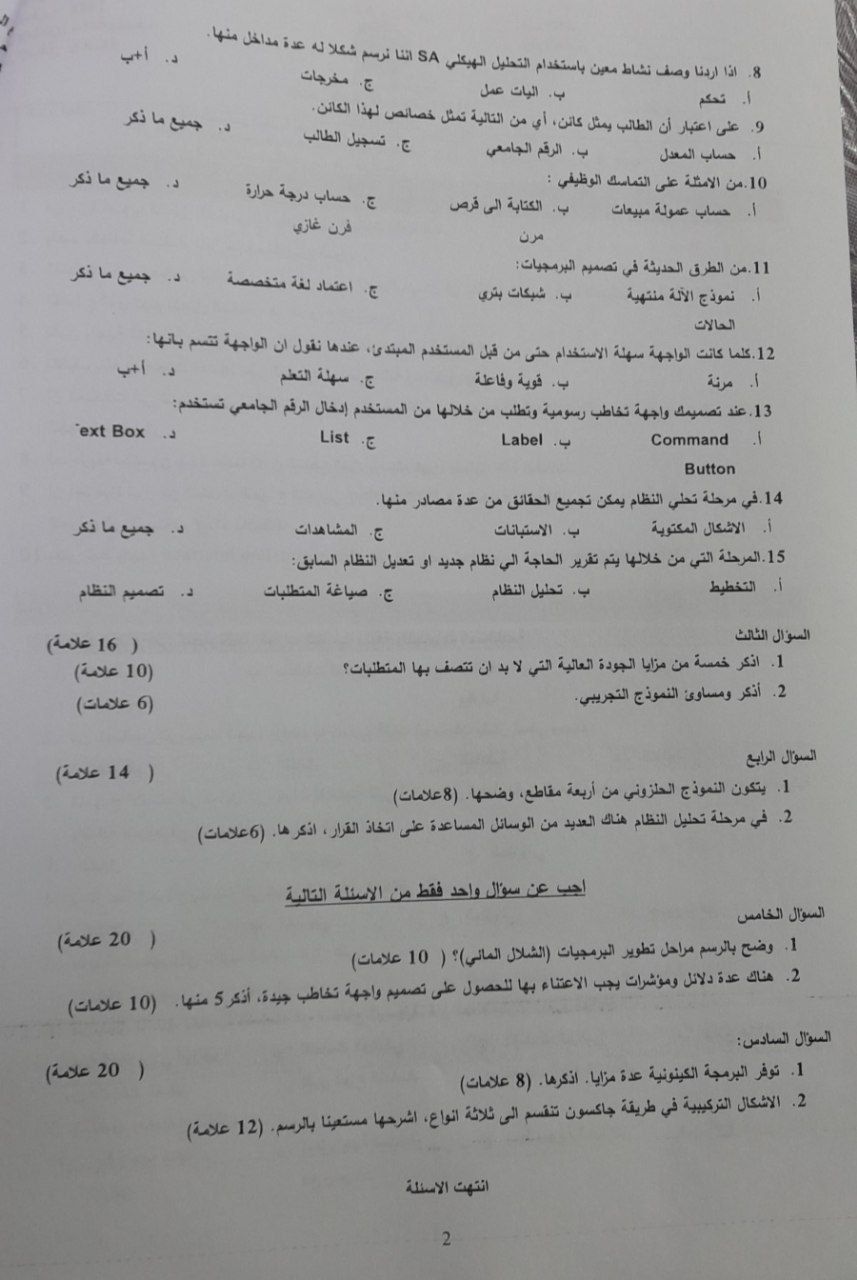 8. اذا اردنا وصف نشاط معين باستخدام التحليل الهيكلي SA اننا نرسم شكلا له عدة مداخل منها.
أ. تحكم ب. اليات عمل ج. مخرجات د. أ+ب
9. على اعتبار أن الطالب يمثل كائن، أي من التالية تمثل خصائص لهذا الكائن.
أ. حساب المعدل ب. الرقم الجامعي ج. تسجيل الطالب د. جميع ما ذكر
10. من الامثلة على التماسك الوظيفي :
أ. حساب عمولة مبيعات ب. الكتابة الى قرص ج. حساب درجة حرارة د. جميع ما ذكر
مرن فرن غازي
11. من الطرق الحديثة في تصميم البرمجيات:
أ. نموذج الآلة منتهية ب. شبكات بتري ج. اعتماد لغة متخصصة د. جميع ما ذكر
الحالات
12. كلما كانت الواجهة سهلة الاستخدام حتى من قبل المستخدم المبتدئ، عندها نقول ان الواجهة تتسم بانها:
أ. مرنة ب. قوية وفاعلة ج. سهلة التعلم د. أ+ب
13. عند تصميمك واجهة تخاطب رسومية وتطلب من خلالها من المستخدم إدخال الرقم الجامعي تستخدم:
أ. Command ب. Label ج. List د. ext Box
Button
14. في مرحلة تحلي النظام يمكن تجميع الحقائق من عدة مصادر منها.
أ. الاشكال المكتوبة ب. الاستبانات ج. المشاهدات د. جميع ما ذكر
15. المرحلة التي من خلالها يتم تقرير الحاجة الي نظام جديد او تعديل النظام السابق:
أ. التخطيط ب. تحليل النظام ج. صياغة المتطلبات د. تصميم النظام
السؤال الثالث ( 16 علامة)
1. اذكر خمسة من مزايا الجودة العالية التي لا بد ان تتصف بها المتطلبات؟ (10 علامة)
2. أذكر ومساوئ النموذج التجريبي. (6 علامات)
السؤال الرابع ( 14 علامة)
1. يتكون النموذج الحلزوني من أربعة مقاطع، وضحها. (8علامات)
2. في مرحلة تحليل النظام هناك العديد من الوسائل المساعدة على اتخاذ القرار، اذكرها. (6علامات)
اجب عن سؤال واحد فقط من الاسئلة التالية
السؤال الخامس ( 20 علامة)
1. وضح بالرسم مراحل تطوير البرمجيات (الشلال المائي)؟ ( 10 علامات)
2. هناك عدة دلائل ومؤشرات يجب الاعتناء بها للحصول على تصميم واجهة تخاطب جيدة، أذكر 5 منها. (10 علامات)
السؤال السادس: ( 20 علامة)
1. توفر البرمجة الكينونية عدة مزايا. اذكرها. (8 علامات)
2. الاشكال التركيبية في طريقة جاكسون تنقسم الى ثلاثة انواع، اشرحها مستعينا بالرسم. (12 علامة)
انتهت الاسئلة
2